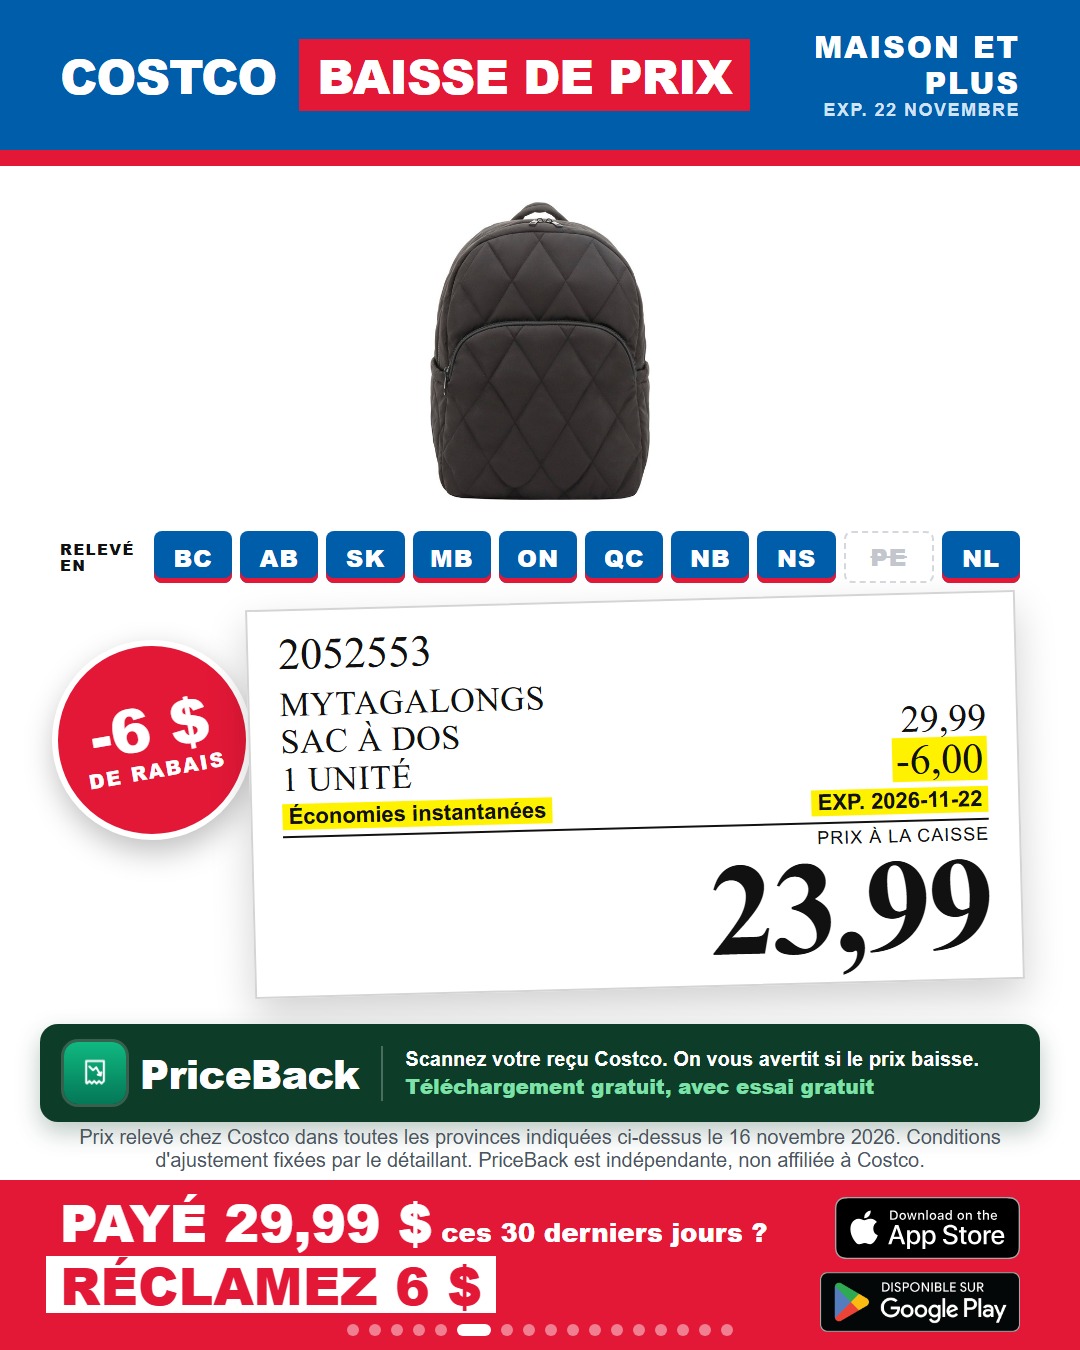 COSTCO BAISSE DE PRIX
MAISON ET
PLUS
EXP. 22 NOVEMBRE
RELEVÉ
EN
BC AB SK MB ON QC NB NS PE NL
-6 $
DE RABAIS
2052553
MYTAGALONGS
SAC À DOS
1 UNITÉ
Économies instantanées
29,99
-6,00
EXP. 2026-11-22
PRIX À LA CAISSE
23,99
PriceBack
Scannez votre reçu Costco. On vous avertit si le prix baisse.
Téléchargement gratuit, avec essai gratuit
Prix relevé chez Costco dans toutes les provinces indiquées ci-dessus le 16 novembre 2026. Conditions
d'ajustement fixées par le détaillant. PriceBack est indépendante, non affiliée à Costco.
PAYÉ 29,99 $ ces 30 derniers jours ?
RÉCLAMEZ 6 $
Download on the
App Store
DISPONIBLE SUR
Google Play